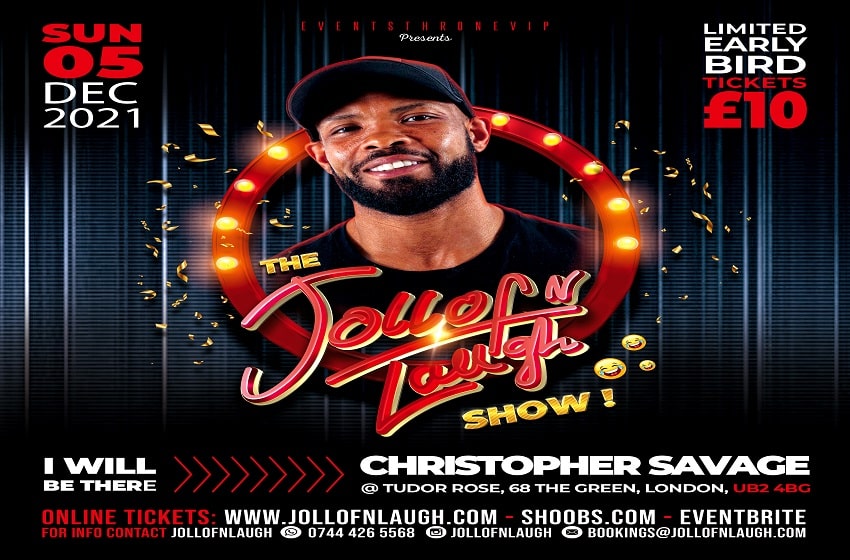 EVENTSTHRONEVIP
Presents
SUN
05
DEC
2021
LIMITED
EARLY
BIRD
TICKETS
£10
THE
Jollof N
Laugh
SHOW!
I WILL
BE THERE
CHRISTOPHER SAVAGE
@ TUDOR ROSE, 68 THE GREEN, LONDON, UB2 4BG
ONLINE TICKETS: WWW.JOLLOFNLAUGH.COM - SHOOBS.COM - EVENTBRITE
FOR INFO CONTACT JOLLOFNLAUGH 0744 426 5568 JOLLOFNLAUGH BOOKINGS@JOLLOFNLAUGH.COM